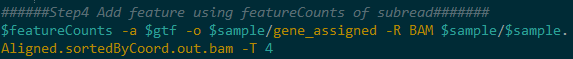 ######Step4 Add feature using featureCounts of subread#######
$featureCounts -a $gtf -o $sample/gene_assigned -R BAM $sample/$sample.
Aligned.sortedByCoord.out.bam -T 4